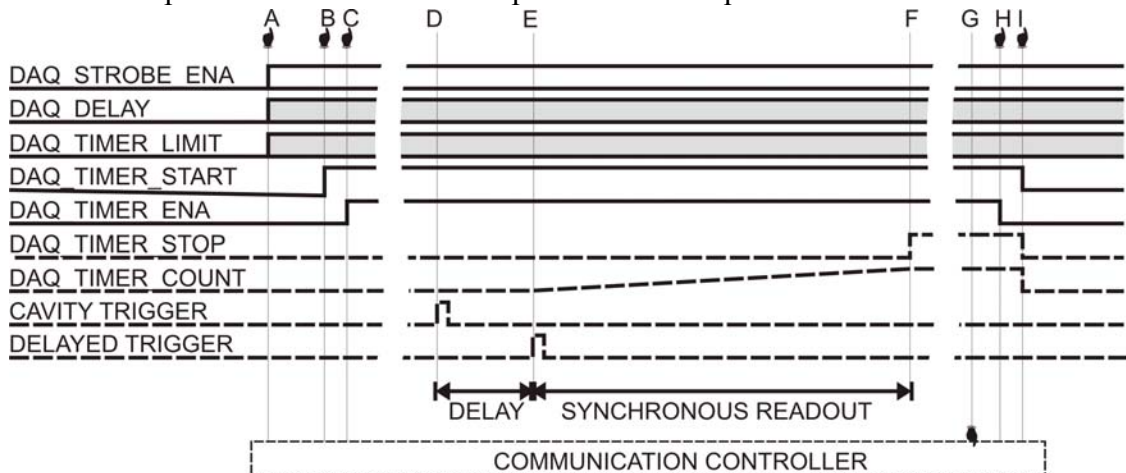 A B C D E F G H I
DAQ_STROBE_ENA
DAQ_DELAY
DAQ_TIMER_LIMIT
DAQ_TIMER_START
DAQ_TIMER_ENA
DAQ_TIMER_STOP
DAQ_TIMER_COUNT
CAVITY TRIGGER
DELAYED TRIGGER
DELAY SYNCHRONOUS READOUT
COMMUNICATION CONTROLLER